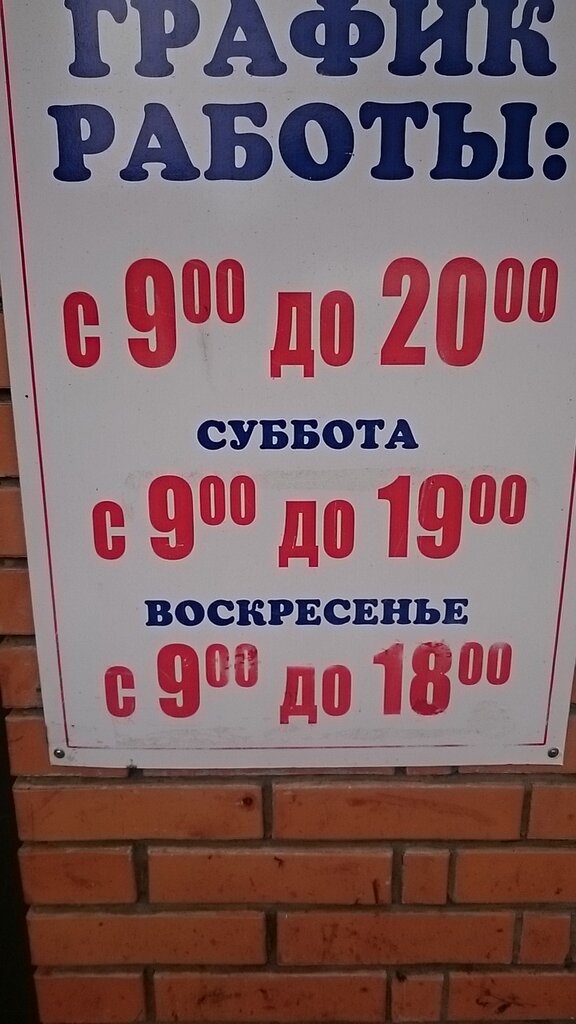 ГРАФИК
РАБОТЫ:
с 900 до 2000
СУББОТА
с 900 до 1900
ВОСКРЕСЕНЬЕ
с 900 до 1800